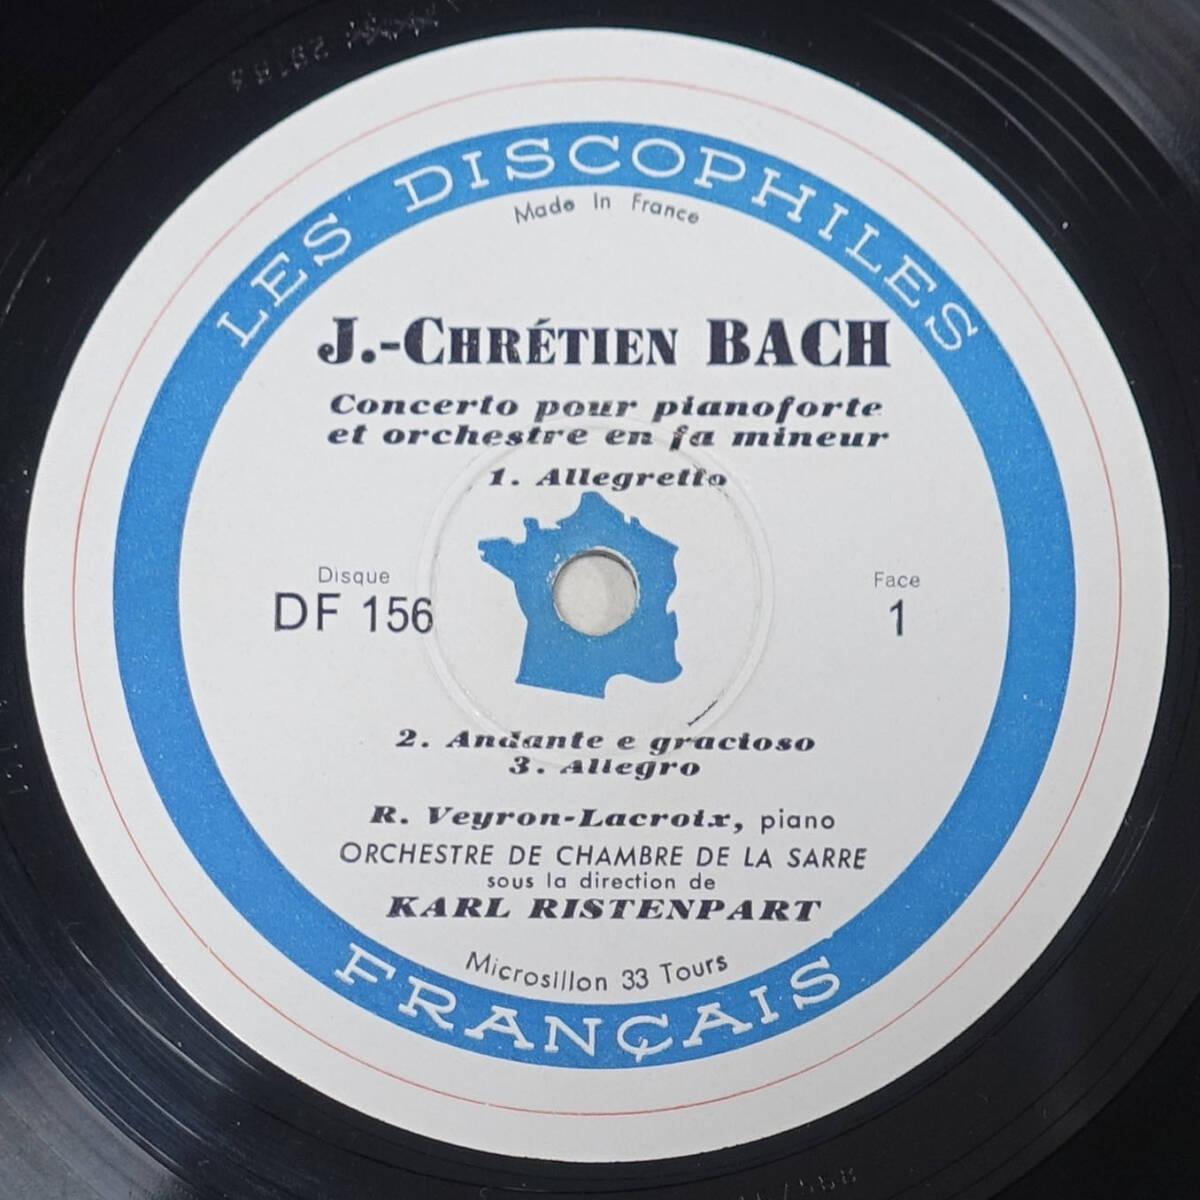 LES DISCOPHILES
Made In France
J.-CHRÉTIEN BACH
Concerto pour pianoforte
et orchestre en fa mineur
1. Allegretto
Disque
DF 156
Face
1
2. Andante e gracioso
3. Allegro
R. Veyron-Lacroix, piano
ORCHESTRE DE CHAMBRE DE LA SARRE
sous la direction de
KARL RISTENPART
Microsillon 33 Tours
FRANÇAIS